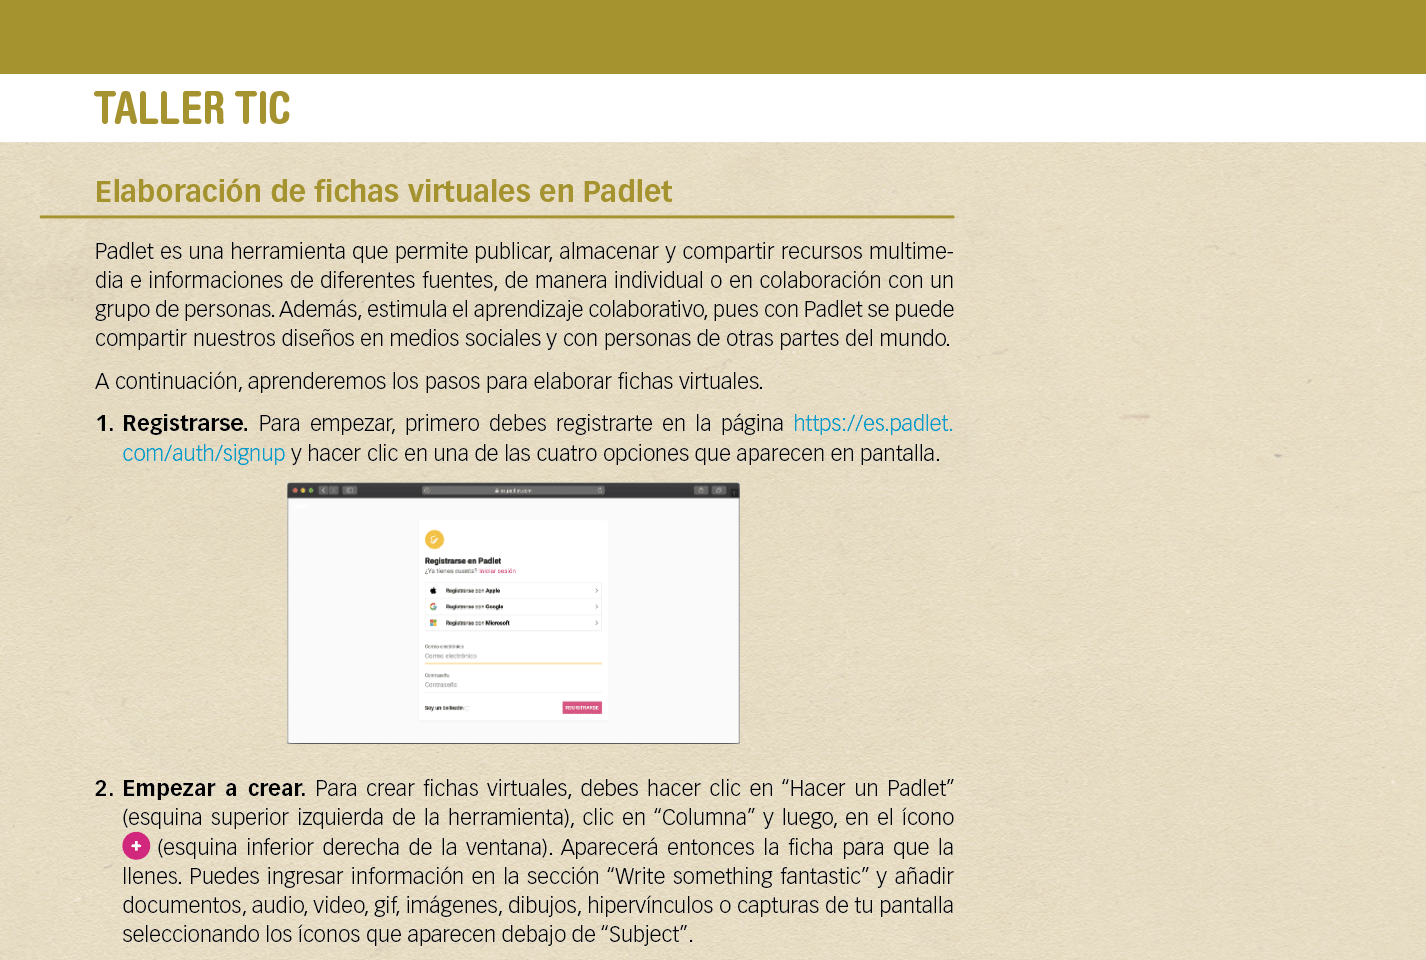 TALLER TIC
Elaboración de fichas virtuales en Padlet
Padlet es una herramienta que permite publicar, almacenar y compartir recursos multime-
dia e informaciones de diferentes fuentes, de manera individual o en colaboración con un
grupo de personas. Además, estimula el aprendizaje colaborativo, pues con Padlet se puede
compartir nuestros diseños en medios sociales y con personas de otras partes del mundo.
A continuación, aprenderemos los pasos para elaborar fichas virtuales.
1. Registrarse. Para empezar, primero debes registrarte en la página https://es.padlet.
com/auth/signup y hacer clic en una de las cuatro opciones que aparecen en pantalla.
Registrarse en Padlet
¿Ya tienes cuenta? Iniciar sesión
Registrarse con Apple
Registrarse con Google
Registrarse con Microsoft
Correo electrónico
Correo electrónico
Contraseña
Contraseña
Soy un bellezón
REGISTRARSE
2. Empezar a crear. Para crear fichas virtuales, debes hacer clic en “Hacer un Padlet”
(esquina superior izquierda de la herramienta), clic en “Columna” y luego, en el ícono
+ (esquina inferior derecha de la ventana). Aparecerá entonces la ficha para que la
llenes. Puedes ingresar información en la sección “Write something fantastic” y añadir
documentos, audio, video, gif, imágenes, dibujos, hipervínculos o capturas de tu pantalla
seleccionando los íconos que aparecen debajo de “Subject”.